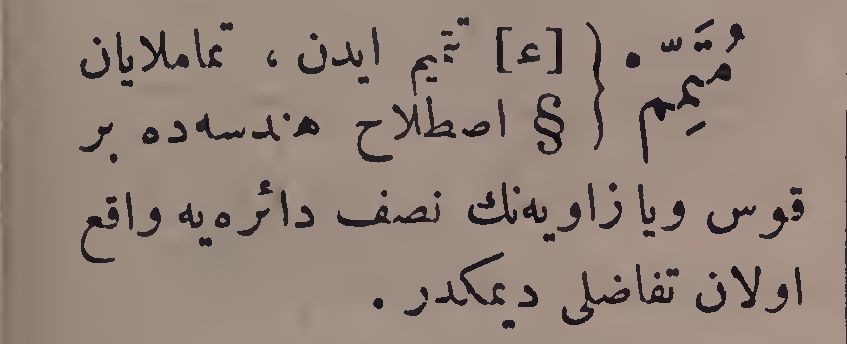 مُتَمِّم . } [ع] تتميم ايدن ، تماملايان
§ اصطلاح هندسه‌ده بر
قوس ويا زاويه‌نك نصف دائره‌يه واقع
اولان تفاضلى ديمكدر .